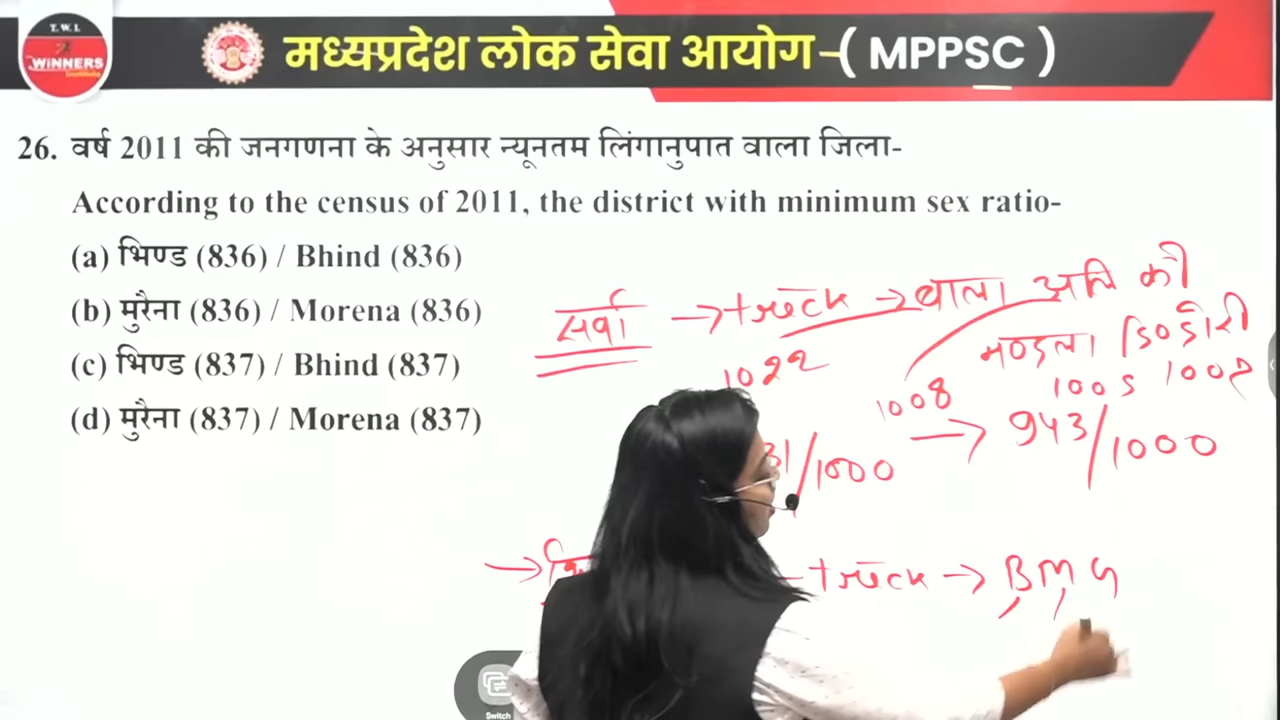 T.W.I.
WINNERS
मध्यप्रदेश लोक सेवा आयोग-( MPPSC )
26. वर्ष 2011 की जनगणना के अनुसार न्यूनतम लिंगानुपात वाला जिला-
According to the census of 2011, the district with minimum sex ratio-
(a) भिण्ड (836) / Bhind (836)
(b) मुरैना (836) / Morena (836)
(c) भिण्ड (837) / Bhind (837)
(d) मुरैना (837) / Morena (837)
सर्वा → trick → बाला अति की
मण्डला डिण्डोरी
1022
1008
1005 1002
31/1000 → 943/1000
→ trick → BMG
Switch